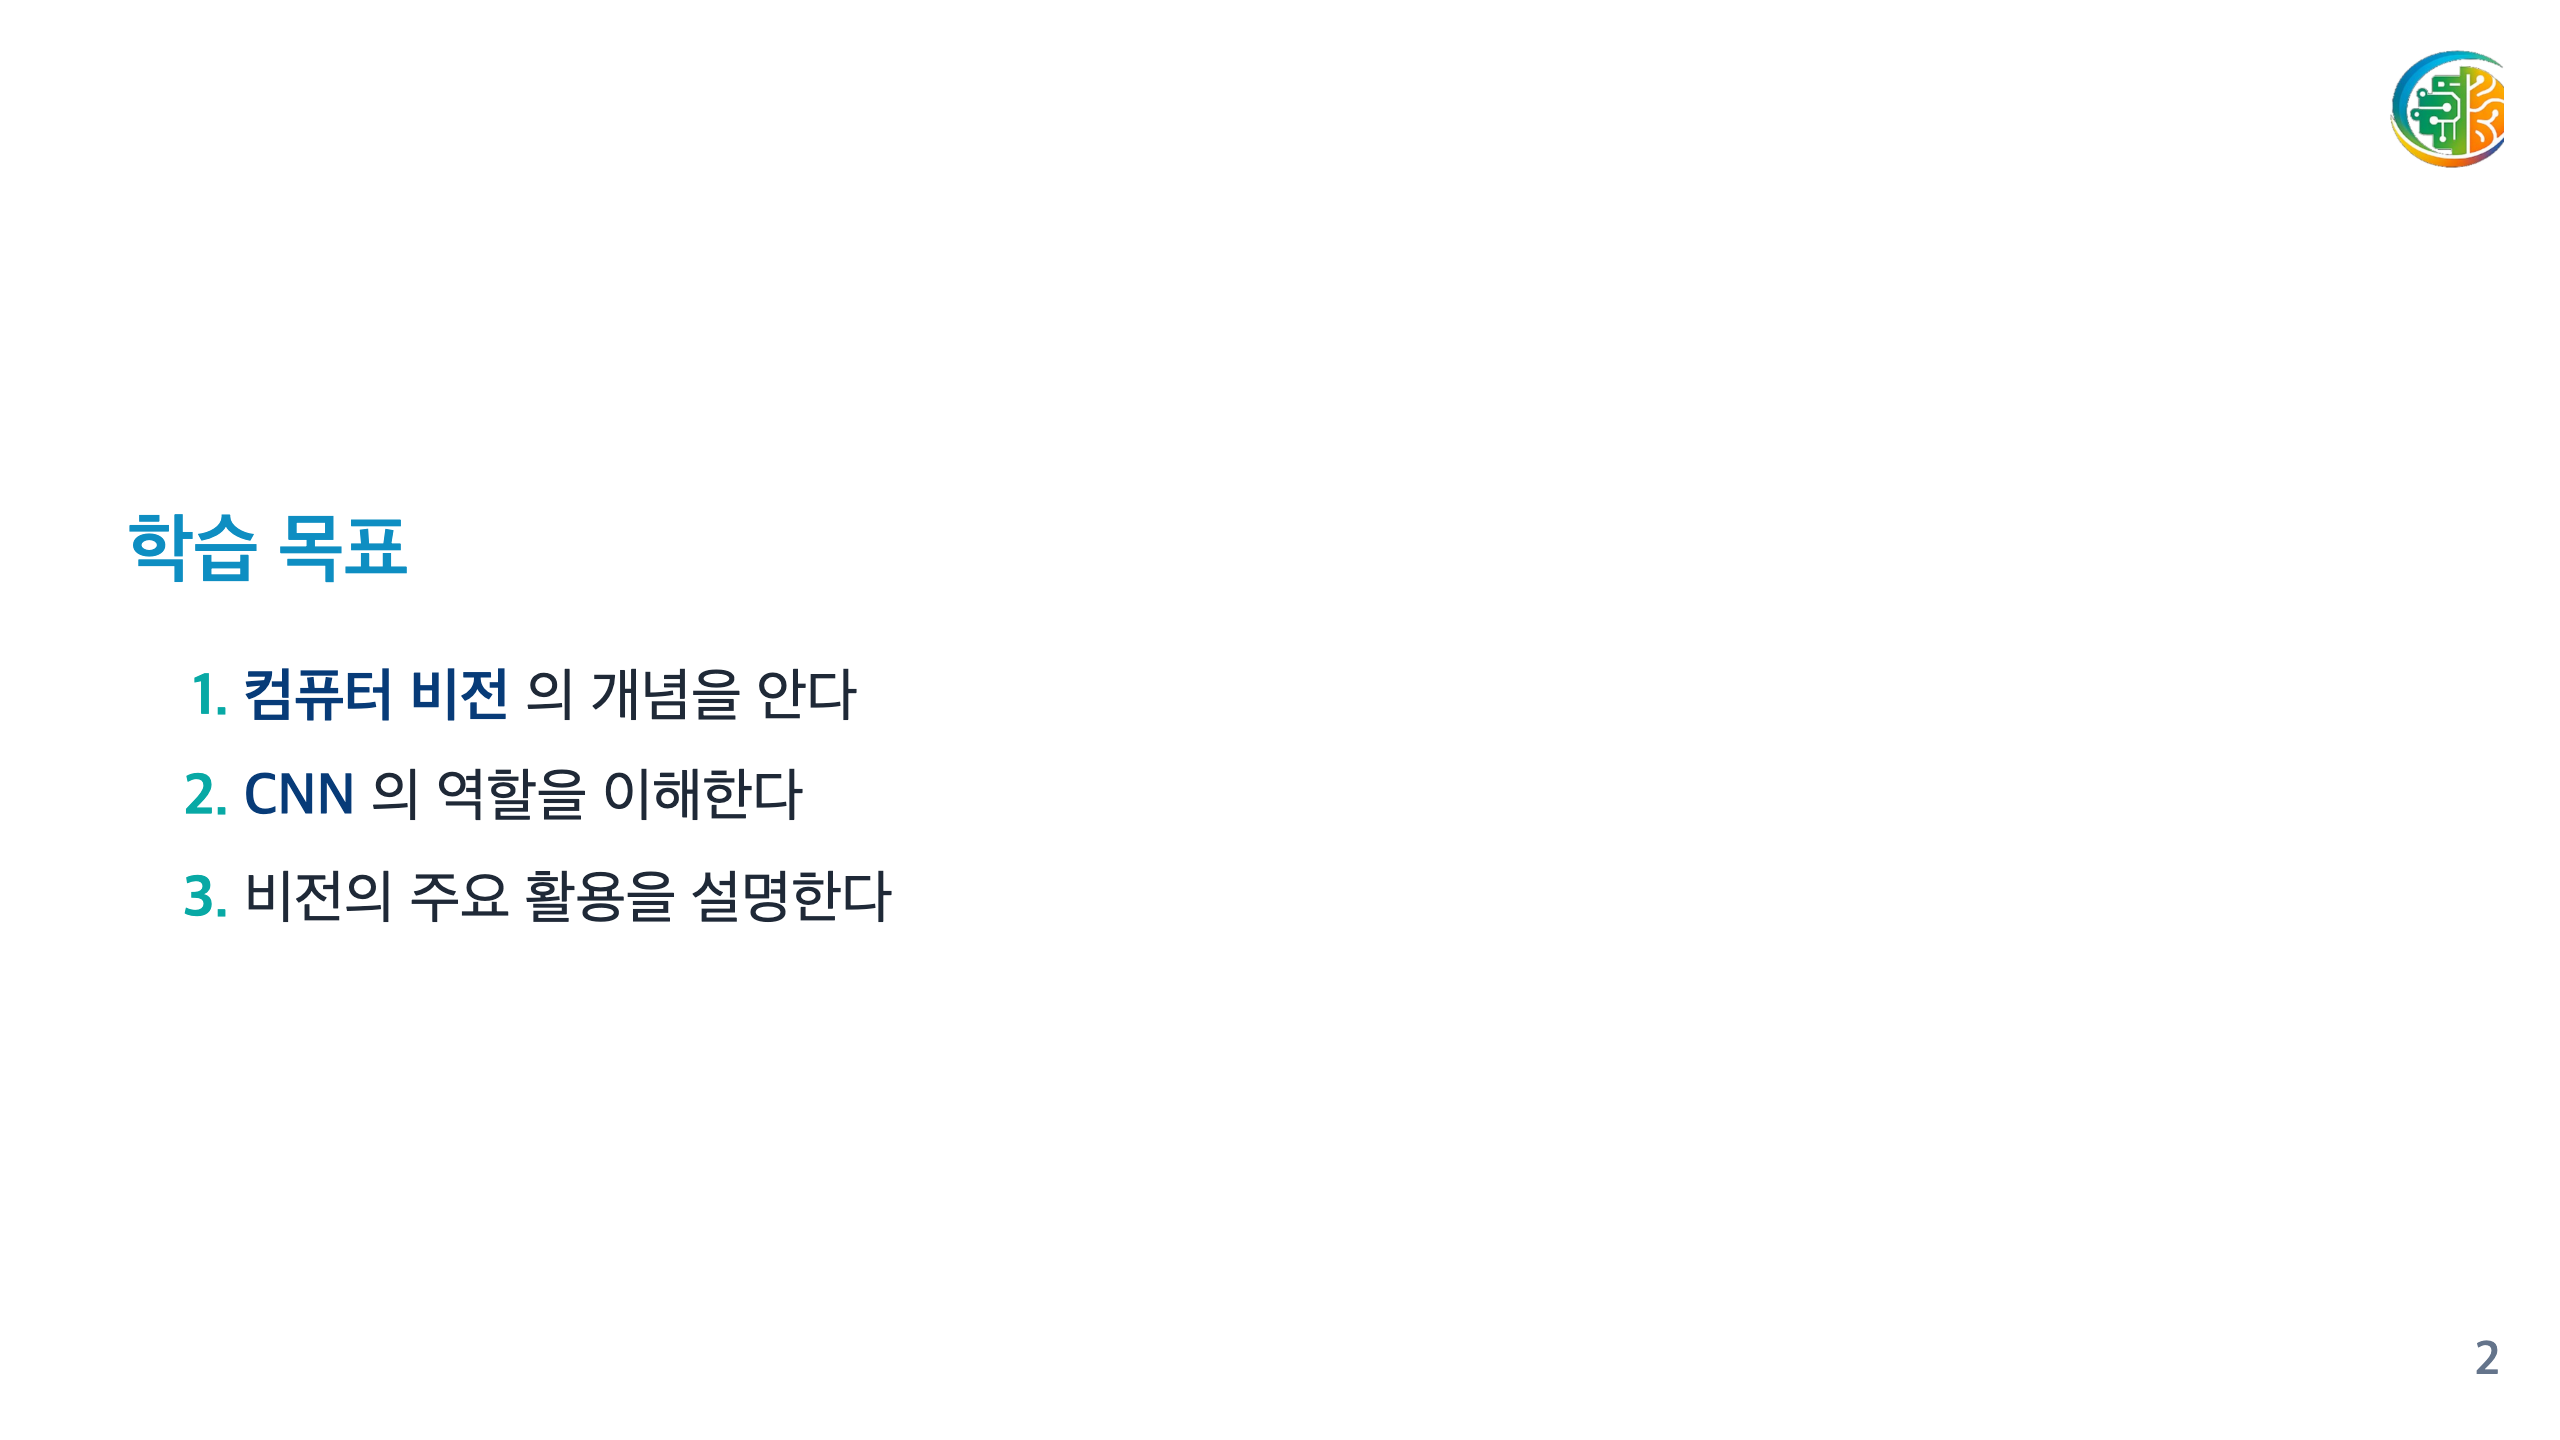 학습 목표
1. 컴퓨터 비전 의 개념을 안다
2. CNN 의 역할을 이해한다
3. 비전의 주요 활용을 설명한다
2